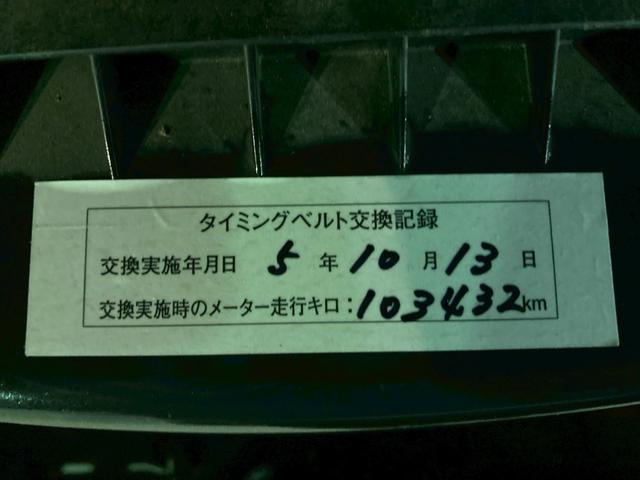 タイミングベルト交換記録
交換実施年月日 5 年 10 月 13 日
交換実施時のメーター走行キロ：103432km